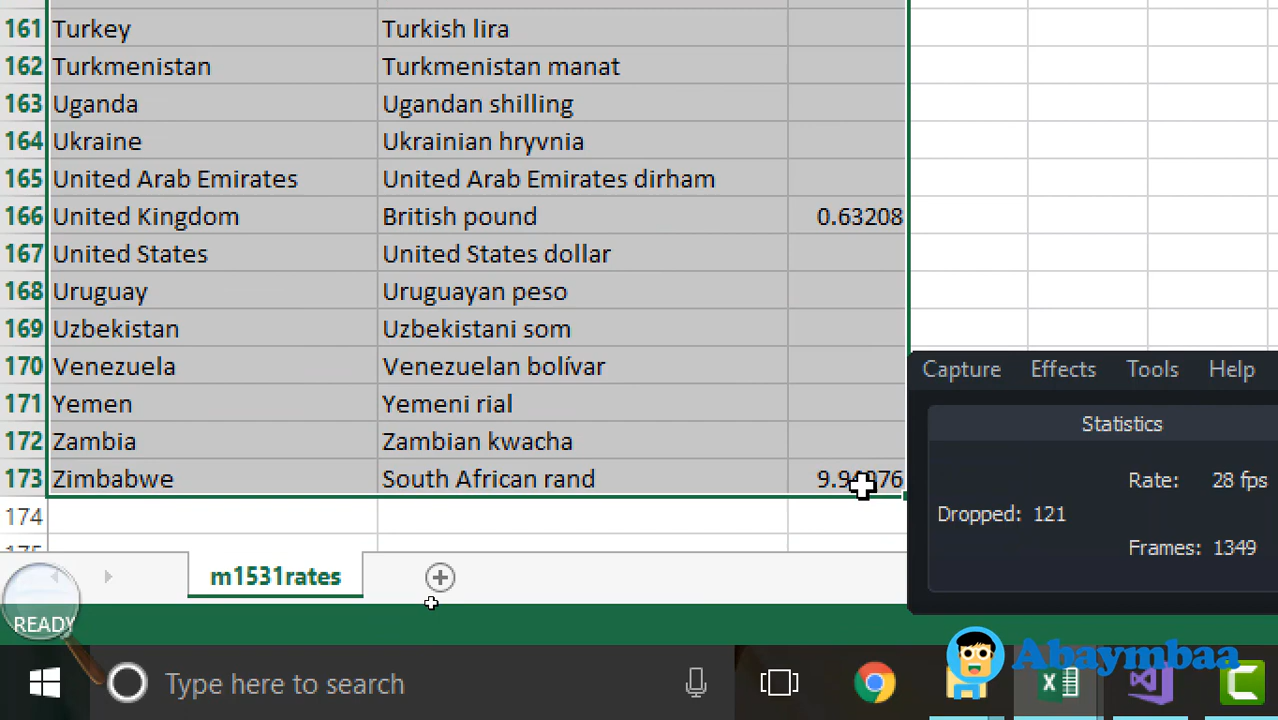 161 Turkey Turkish lira
162 Turkmenistan Turkmenistan manat
163 Uganda Ugandan shilling
164 Ukraine Ukrainian hryvnia
165 United Arab Emirates United Arab Emirates dirham
166 United Kingdom British pound 0.63208
167 United States United States dollar
168 Uruguay Uruguayan peso
169 Uzbekistan Uzbekistani som
170 Venezuela Venezuelan bolívar
171 Yemen Yemeni rial
172 Zambia Zambian kwacha
173 Zimbabwe South African rand
174
m1531rates
READY
Capture Effects Tools Help
Statistics
Rate: 28 fps
Dropped: 121
Frames: 1349
Type here to search
Abaymbaa